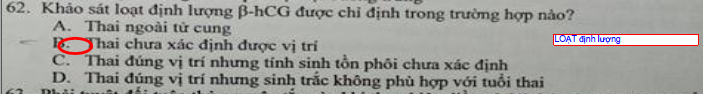 62. Khảo sát loạt định lượng β-hCG được chỉ định trong trường hợp nào?
A. Thai ngoài tử cung
B. Thai chưa xác định được vị trí
LOẠT định lượng
C. Thai đúng vị trí nhưng tính sinh tồn phôi chưa xác định
D. Thai đúng vị trí nhưng sinh trắc không phù hợp với tuổi thai